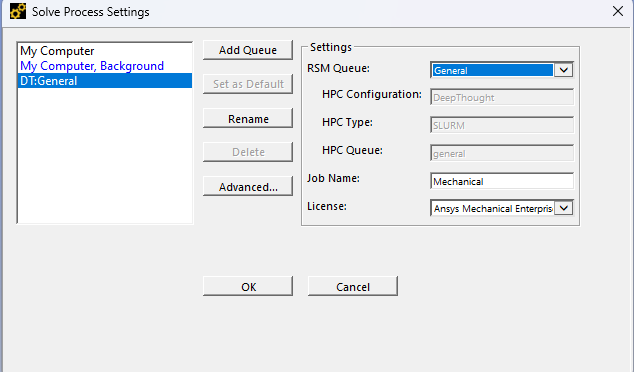 Solve Process Settings
My Computer
My Computer, Background
DT:General
Add Queue
Set as Default
Rename
Delete
Advanced...
Settings
RSM Queue: General
HPC Configuration: DeepThought
HPC Type: SLURM
HPC Queue: general
Job Name: Mechanical
License: Ansys Mechanical Enterpris
OK Cancel